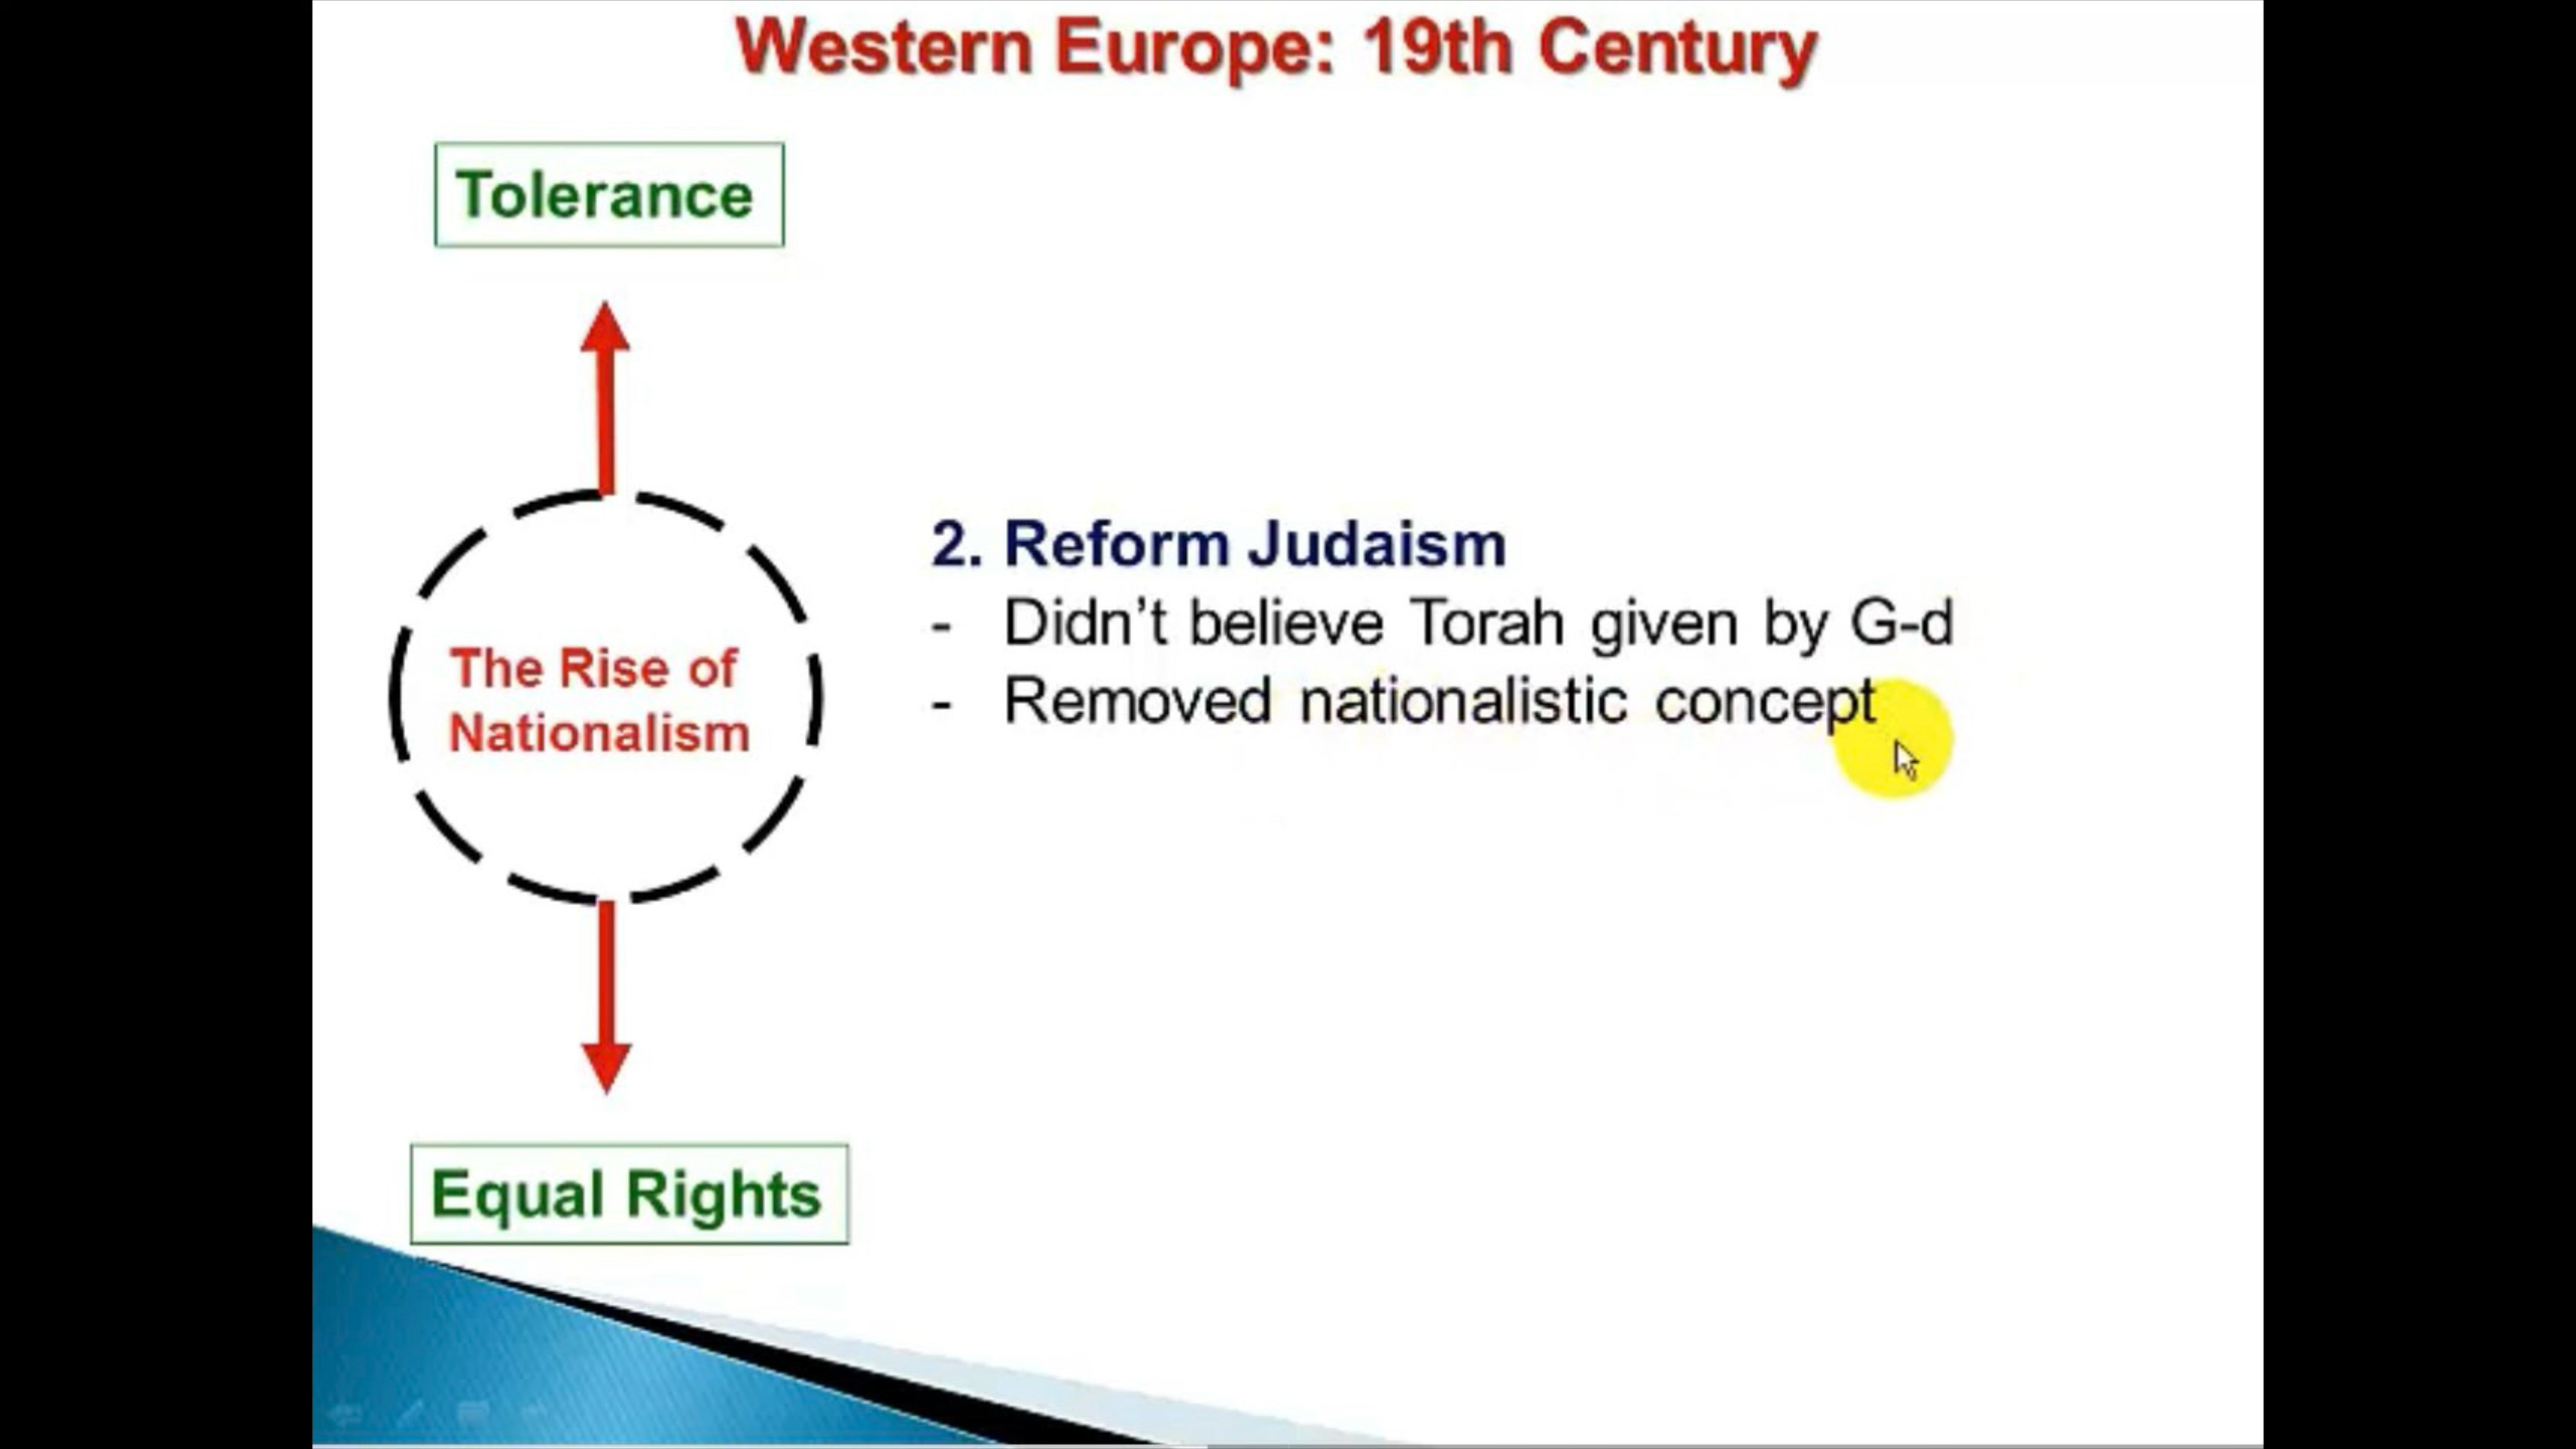 Western Europe: 19th Century
Tolerance
The Rise of
Nationalism
2. Reform Judaism
- Didn't believe Torah given by G-d
- Removed nationalistic concept
Equal Rights